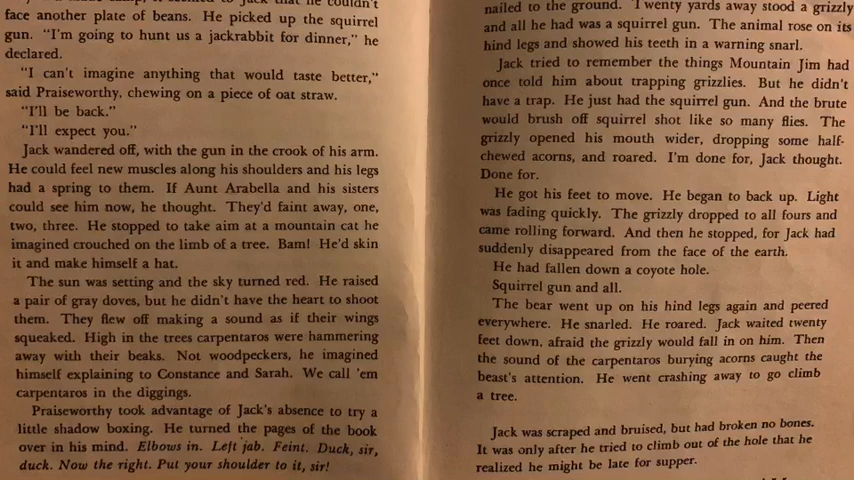 made camp, it seemed to Jack that he couldn't
face another plate of beans. He picked up the squirrel
gun. "I'm going to hunt us a jackrabbit for dinner," he
declared.
"I can't imagine anything that would taste better,"
said Praiseworthy, chewing on a piece of oat straw.
"I'll be back."
"I'll expect you."
Jack wandered off, with the gun in the crook of his arm.
He could feel new muscles along his shoulders and his legs
had a spring to them. If Aunt Arabella and his sisters
could see him now, he thought. They'd faint away, one,
two, three. He stopped to take aim at a mountain cat he
imagined crouched on the limb of a tree. Bam! He'd skin
it and make himself a hat.
The sun was setting and the sky turned red. He raised
a pair of gray doves, but he didn't have the heart to shoot
them. They flew off making a sound as if their wings
squeaked. High in the trees carpentaros were hammering
away with their beaks. Not woodpeckers, he imagined
himself explaining to Constance and Sarah. We call 'em
carpentaros in the diggings.
Praiseworthy took advantage of Jack's absence to try a
little shadow boxing. He turned the pages of the book
over in his mind. Elbows in. Left jab. Feint. Duck, sir,
duck. Now the right. Put your shoulder to it, sir!
nailed to the ground. Twenty yards away stood a grizzly
and all he had was a squirrel gun. The animal rose on its
hind legs and showed his teeth in a warning snarl.
Jack tried to remember the things Mountain Jim had
once told him about trapping grizzlies. But he didn't
have a trap. He just had the squirrel gun. And the brute
would brush off squirrel shot like so many flies. The
grizzly opened his mouth wider, dropping some half-
chewed acorns, and roared. I'm done for, Jack thought.
Done for.
He got his feet to move. He began to back up. Light
was fading quickly. The grizzly dropped to all fours and
came rolling forward. And then he stopped, for Jack had
suddenly disappeared from the face of the earth.
He had fallen down a coyote hole.
Squirrel gun and all.
The bear went up on his hind legs again and peered
everywhere. He snarled. He roared. Jack waited twenty
feet down, afraid the grizzly would fall in on him. Then
the sound of the carpentaros burying acorns caught the
beast's attention. He went crashing away to go climb
a tree.
Jack was scraped and bruised, but had broken no bones.
It was only after he tried to climb out of the hole that he
realized he might be late for supper.